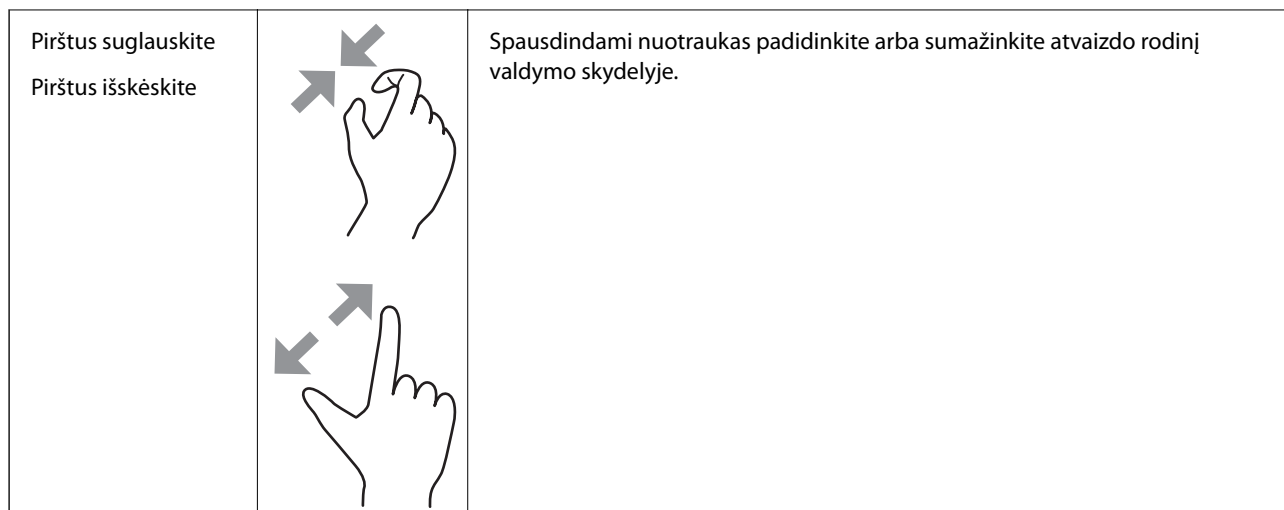 Pirštus suglauskite
Pirštus išskėskite
Spausdindami nuotraukas padidinkite arba sumažinkite atvaizdo rodinį
valdymo skydelyje.